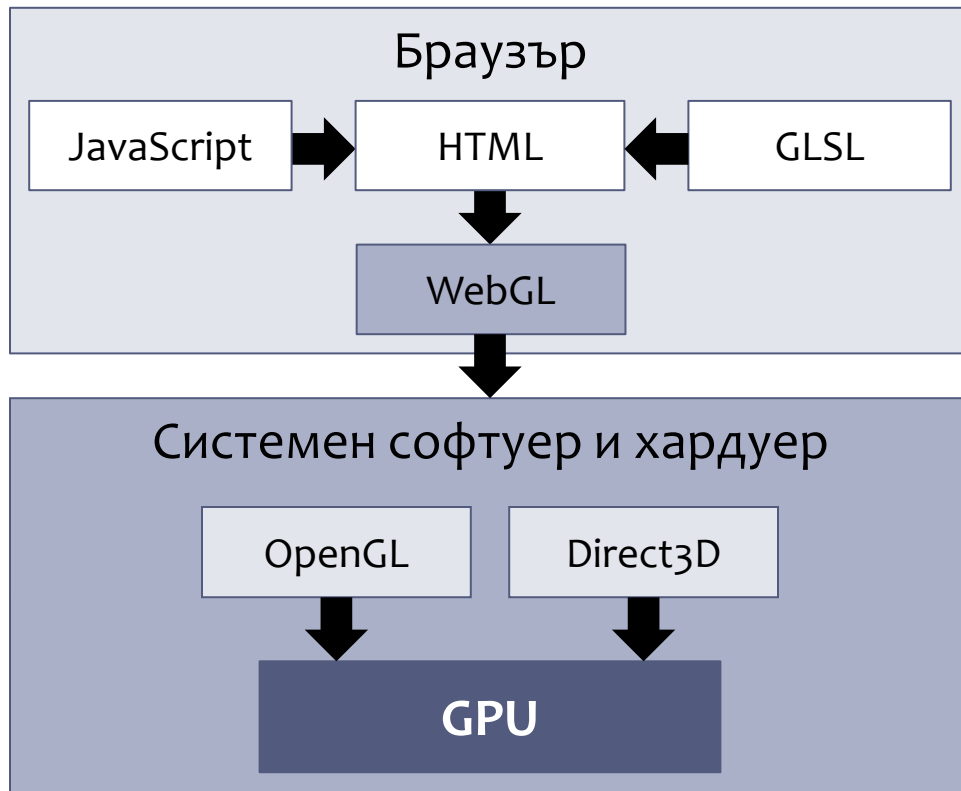 Браузър
JavaScript
HTML
GLSL
WebGL
Системен софтуер и хардуер
OpenGL
Direct3D
GPU